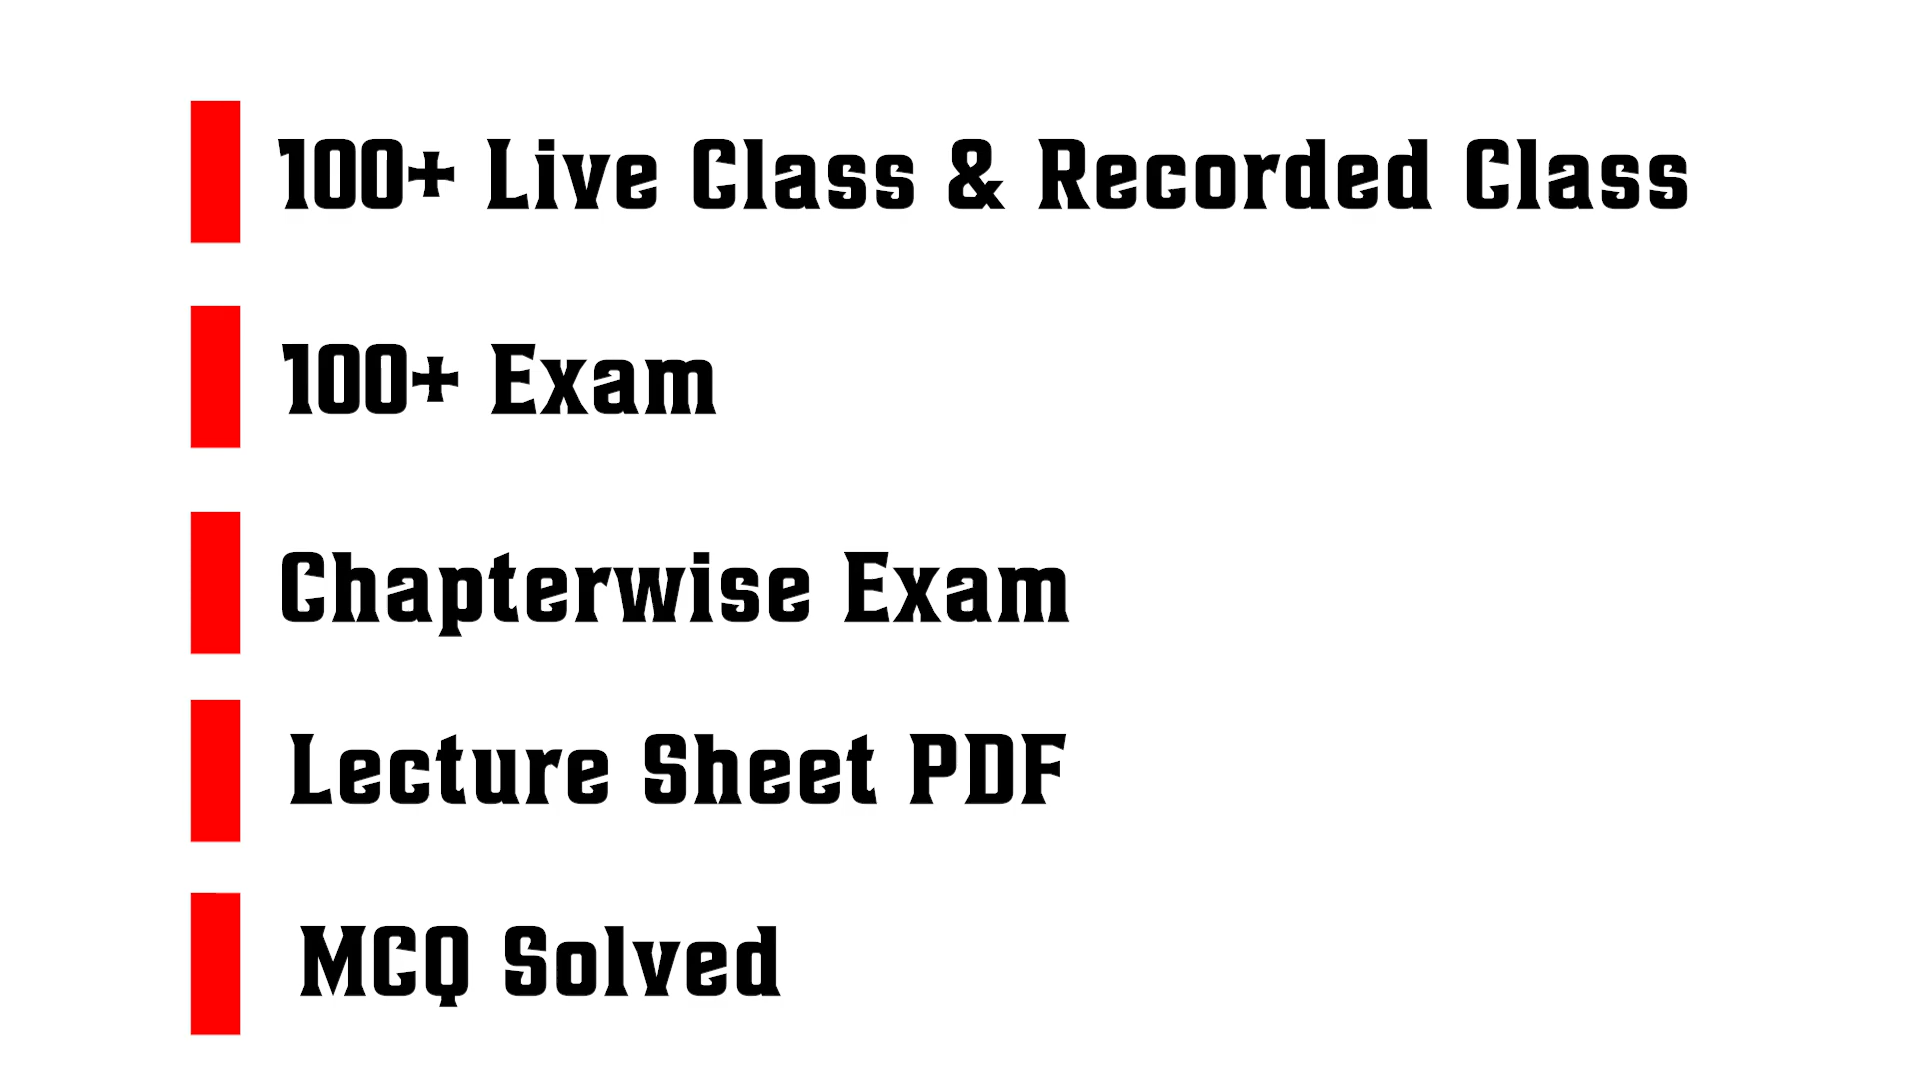 100+ Live Class & Recorded Class
100+ Exam
Chapterwise Exam
Lecture Sheet PDF
MCQ Solved